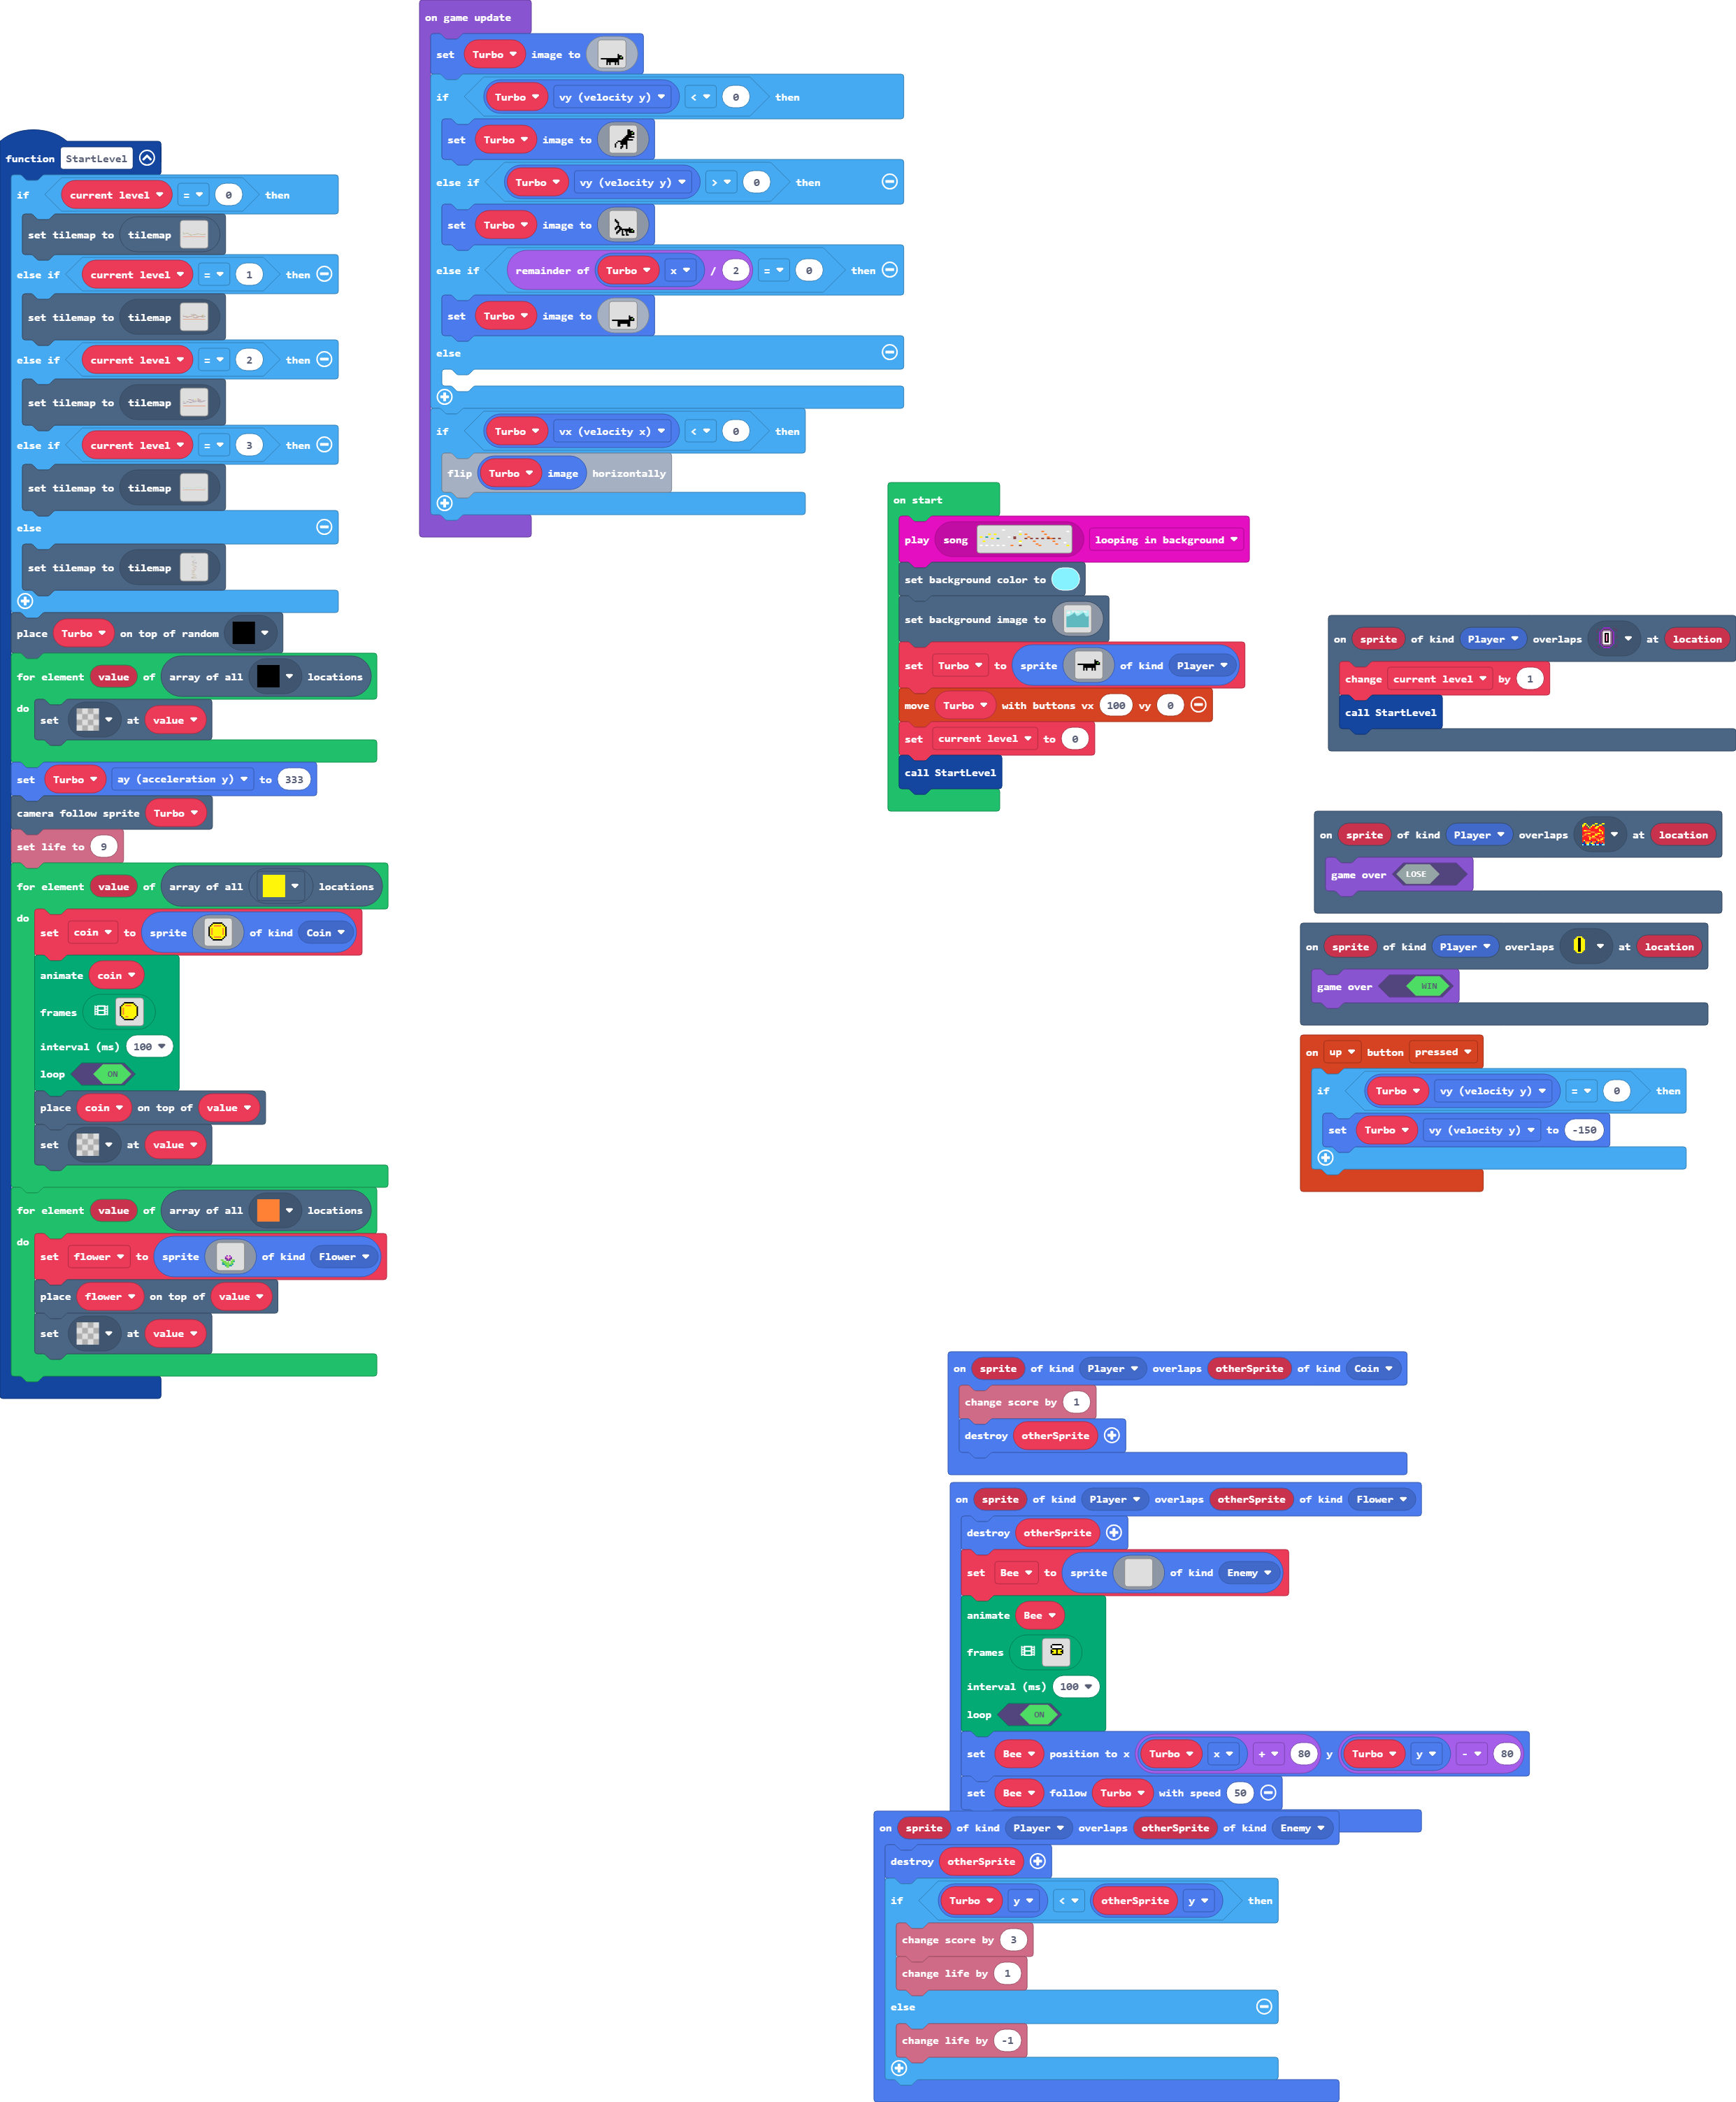 on game update
set Turbo image to
if Turbo vy (velocity y) < 0 then
set Turbo image to
else if Turbo vy (velocity y) > 0 then
set Turbo image to
else if remainder of Turbo x / 2 = 0 then
set Turbo image to
else
if Turbo vx (velocity x) < 0 then
flip Turbo image horizontally
function StartLevel
if current level = 0 then
set tilemap to tilemap
else if current level = 1 then
set tilemap to tilemap
else if current level = 2 then
set tilemap to tilemap
else if current level = 3 then
set tilemap to tilemap
else
set tilemap to tilemap
place Turbo on top of random
for element value of array of all locations
do
set at value
set Turbo ay (acceleration y) to 333
camera follow sprite Turbo
set life to 9
for element value of array of all locations
do
set coin to sprite of kind Coin
animate coin
frames
interval (ms) 100
loop ON
place coin on top of value
set at value
for element value of array of all locations
do
set flower to sprite of kind Flower
place flower on top of value
set at value
on start
play song looping in background
set background color to
set background image to
set Turbo to sprite of kind Player
move Turbo with buttons vx 100 vy 0
set current level to 0
call StartLevel
on sprite of kind Player overlaps at location
change current level by 1
call StartLevel
on sprite of kind Player overlaps at location
game over LOSE
on sprite of kind Player overlaps at location
game over WIN
on up button pressed
if Turbo vy (velocity y) = 0 then
set Turbo vy (velocity y) to -150
on sprite of kind Player overlaps otherSprite of kind Coin
change score by 1
destroy otherSprite
on sprite of kind Player overlaps otherSprite of kind Flower
destroy otherSprite
set Bee to sprite of kind Enemy
animate Bee
frames
interval (ms) 100
loop ON
set Bee position to x Turbo x + 80 y Turbo y - 80
set Bee follow Turbo with speed 50
on sprite of kind Player overlaps otherSprite of kind Enemy
destroy otherSprite
if Turbo y < otherSprite y then
change score by 3
change life by 1
else
change life by -1